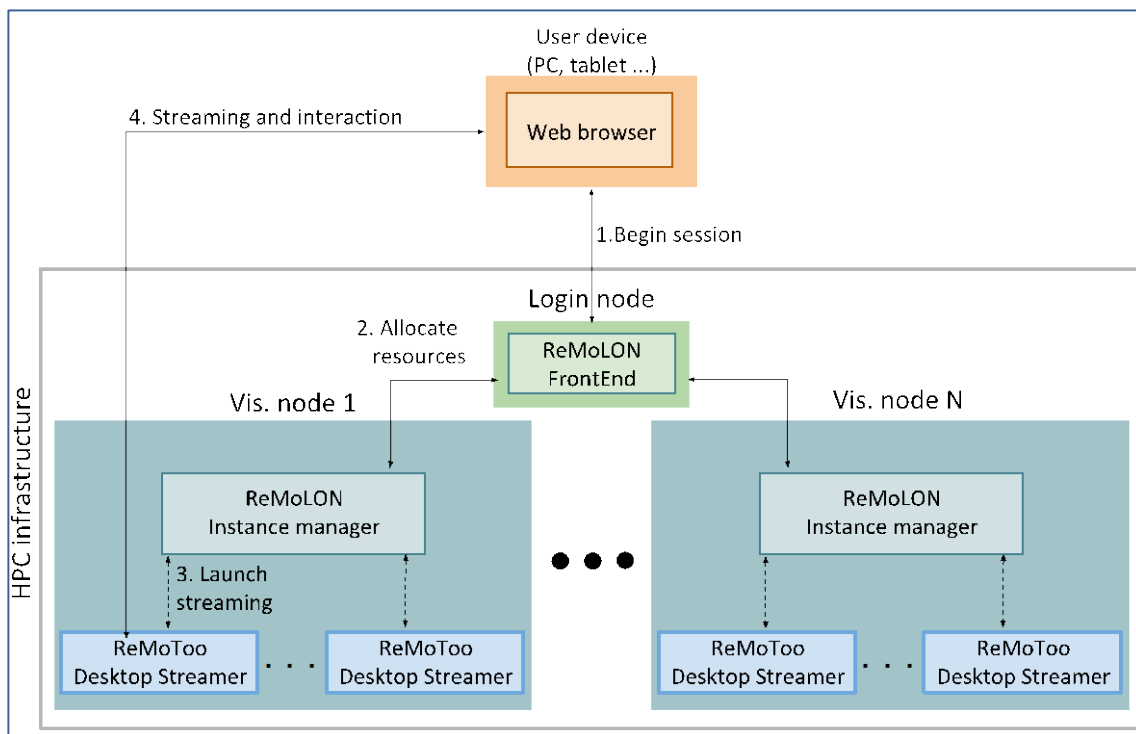 User device
(PC, tablet ...)
4. Streaming and interaction
Web browser
1.Begin session
Login node
2. Allocate
resources
ReMoLON
FrontEnd
HPC infrastructure
Vis. node 1
Vis. node N
ReMoLON
Instance manager
ReMoLON
Instance manager
3. Launch
streaming
ReMoToo
Desktop Streamer
. . .
ReMoToo
Desktop Streamer
ReMoToo
Desktop Streamer
. . .
ReMoToo
Desktop Streamer